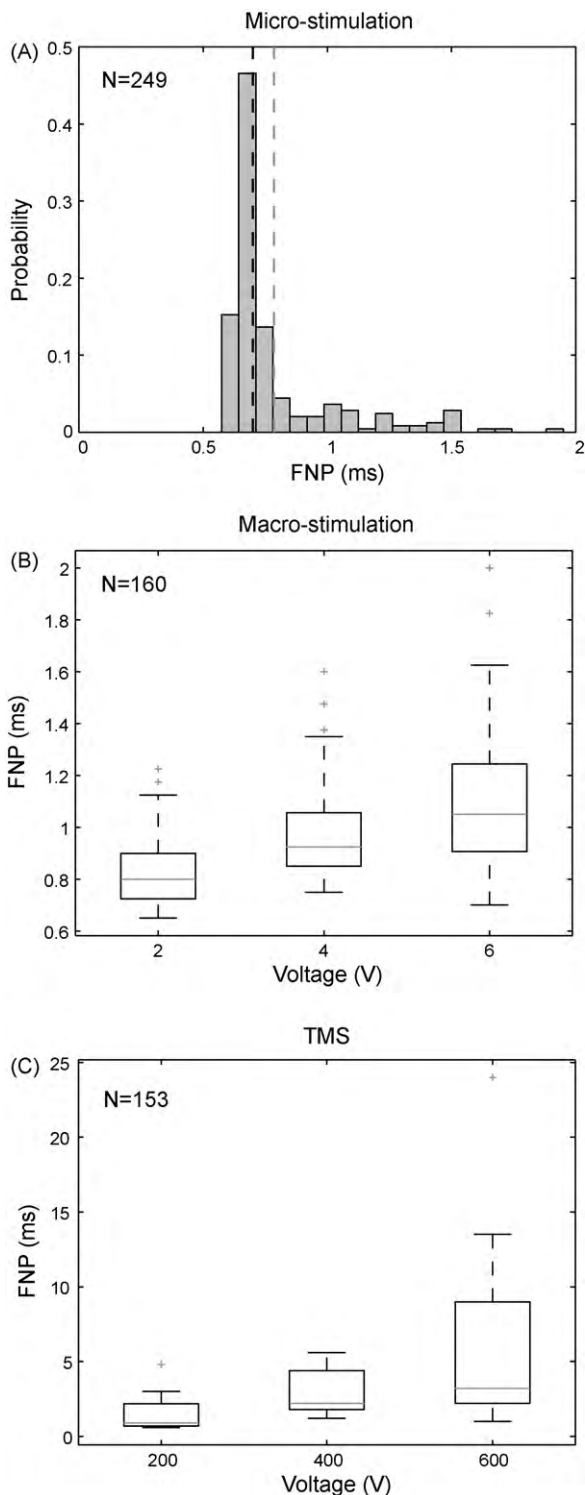 Micro-stimulation
(A)
N=249
0.5
0.4
0.3
0.2
0.1
0
Probability
0 0.5 1 1.5 2
FNP (ms)
Macro-stimulation
(B)
N=160
2
1.8
1.6
1.4
1.2
1
0.8
0.6
FNP (ms)
2 4 6
Voltage (V)
TMS
(C)
N=153
25
20
15
10
5
0
FNP (ms)
200 400 600
Voltage (V)